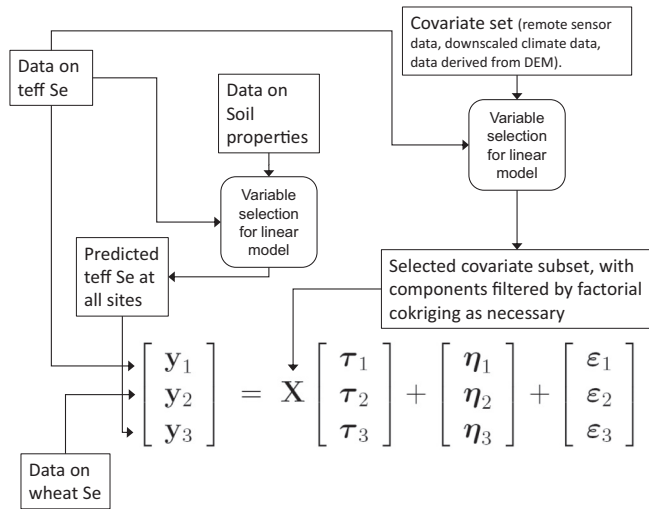 Covariate set (remote sensor
data, downscaled climate data,
data derived from DEM).
Data on
teff Se
Data on
Soil
properties
Variable
selection
for linear
model
Variable
selection
for linear
model
Predicted
teff Se at
all sites
Selected covariate subset, with
components filtered by factorial
cokriging as necessary
y₁ τ₁ η₁ ε₁
y₂ = X τ₂ + η₂ + ε₂
y₃ τ₃ η₃ ε₃
Data on
wheat Se